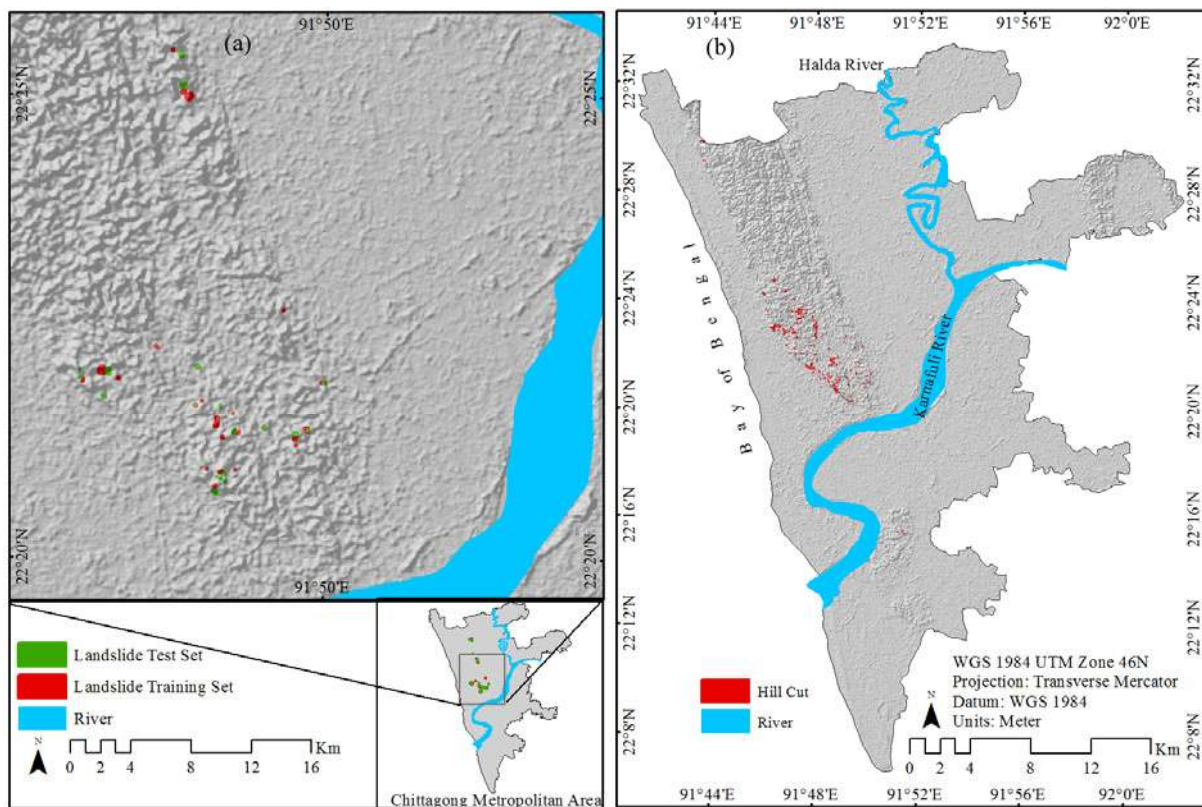 91°50'E
(a)
22°25'N
22°25'N
22°20'N
22°20'N
91°50'E
Landslide Test Set
Landslide Training Set
River
N
Km
0 2 4 8 12 16
Chittagong Metropolitan Area
91°44'E 91°48'E 91°52'E 91°56'E 92°0'E
(b)
Halda River
22°32'N
22°28'N
22°24'N
22°20'N
22°16'N
22°12'N
22°8'N
22°32'N
22°28'N
22°24'N
22°20'N
22°16'N
22°12'N
22°8'N
Bay of Bengal
Karnafuli River
Hill Cut
River
WGS 1984 UTM Zone 46N
Projection: Transverse Mercator
Datum: WGS 1984
Units: Meter
N
Km
0 2 4 8 12 16
91°44'E 91°48'E 91°52'E 91°56'E 92°0'E